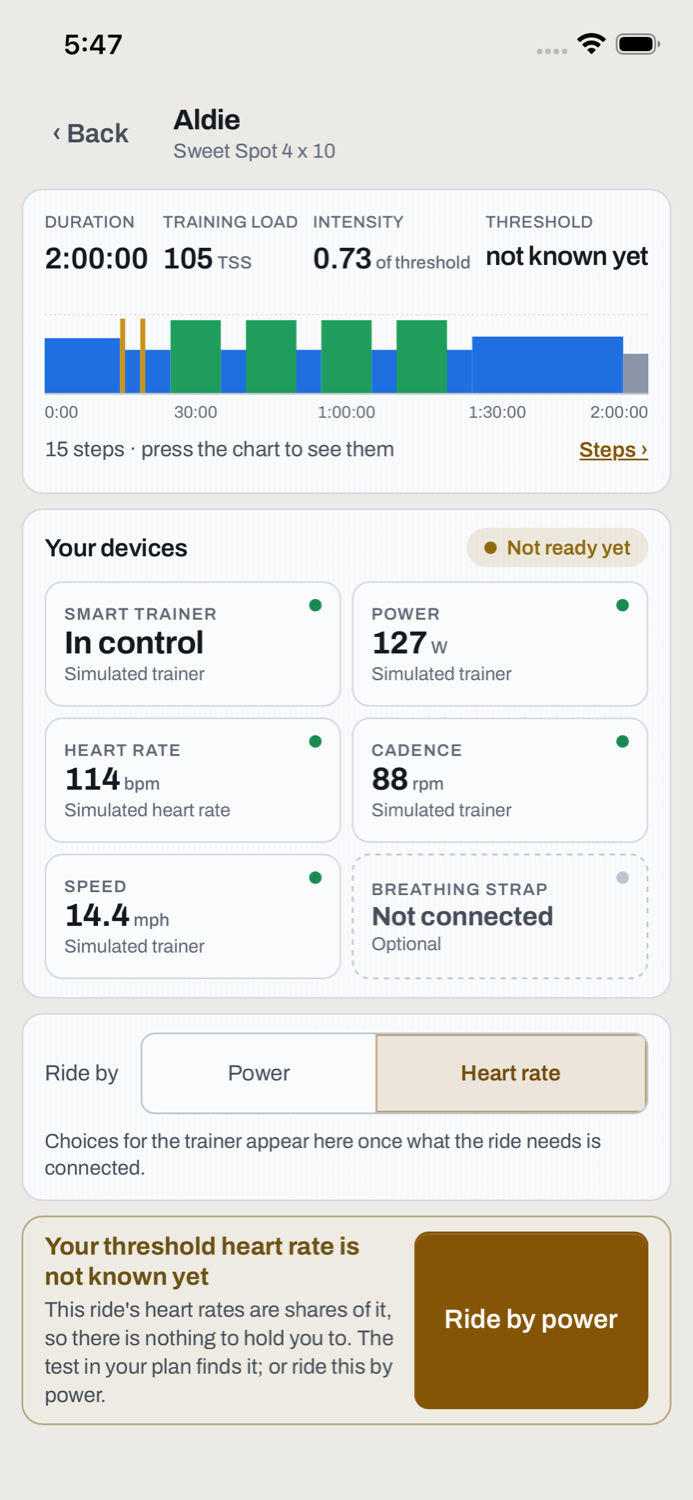 5:47
‹ Back
Aldie
Sweet Spot 4 x 10
DURATION
2:00:00
TRAINING LOAD
105 TSS
INTENSITY
0.73 of threshold
THRESHOLD
not known yet
0:00 30:00 1:00:00 1:30:00 2:00:00
15 steps · press the chart to see them
Steps ›
Your devices
Not ready yet
SMART TRAINER
In control
Simulated trainer
POWER
127 W
Simulated trainer
HEART RATE
114 bpm
Simulated heart rate
CADENCE
88 rpm
Simulated trainer
SPEED
14.4 mph
Simulated trainer
BREATHING STRAP
Not connected
Optional
Ride by
Power
Heart rate
Choices for the trainer appear here once what the ride needs is
connected.
Your threshold heart rate is
not known yet
This ride's heart rates are shares of it,
so there is nothing to hold you to. The
test in your plan finds it; or ride this by
power.
Ride by power